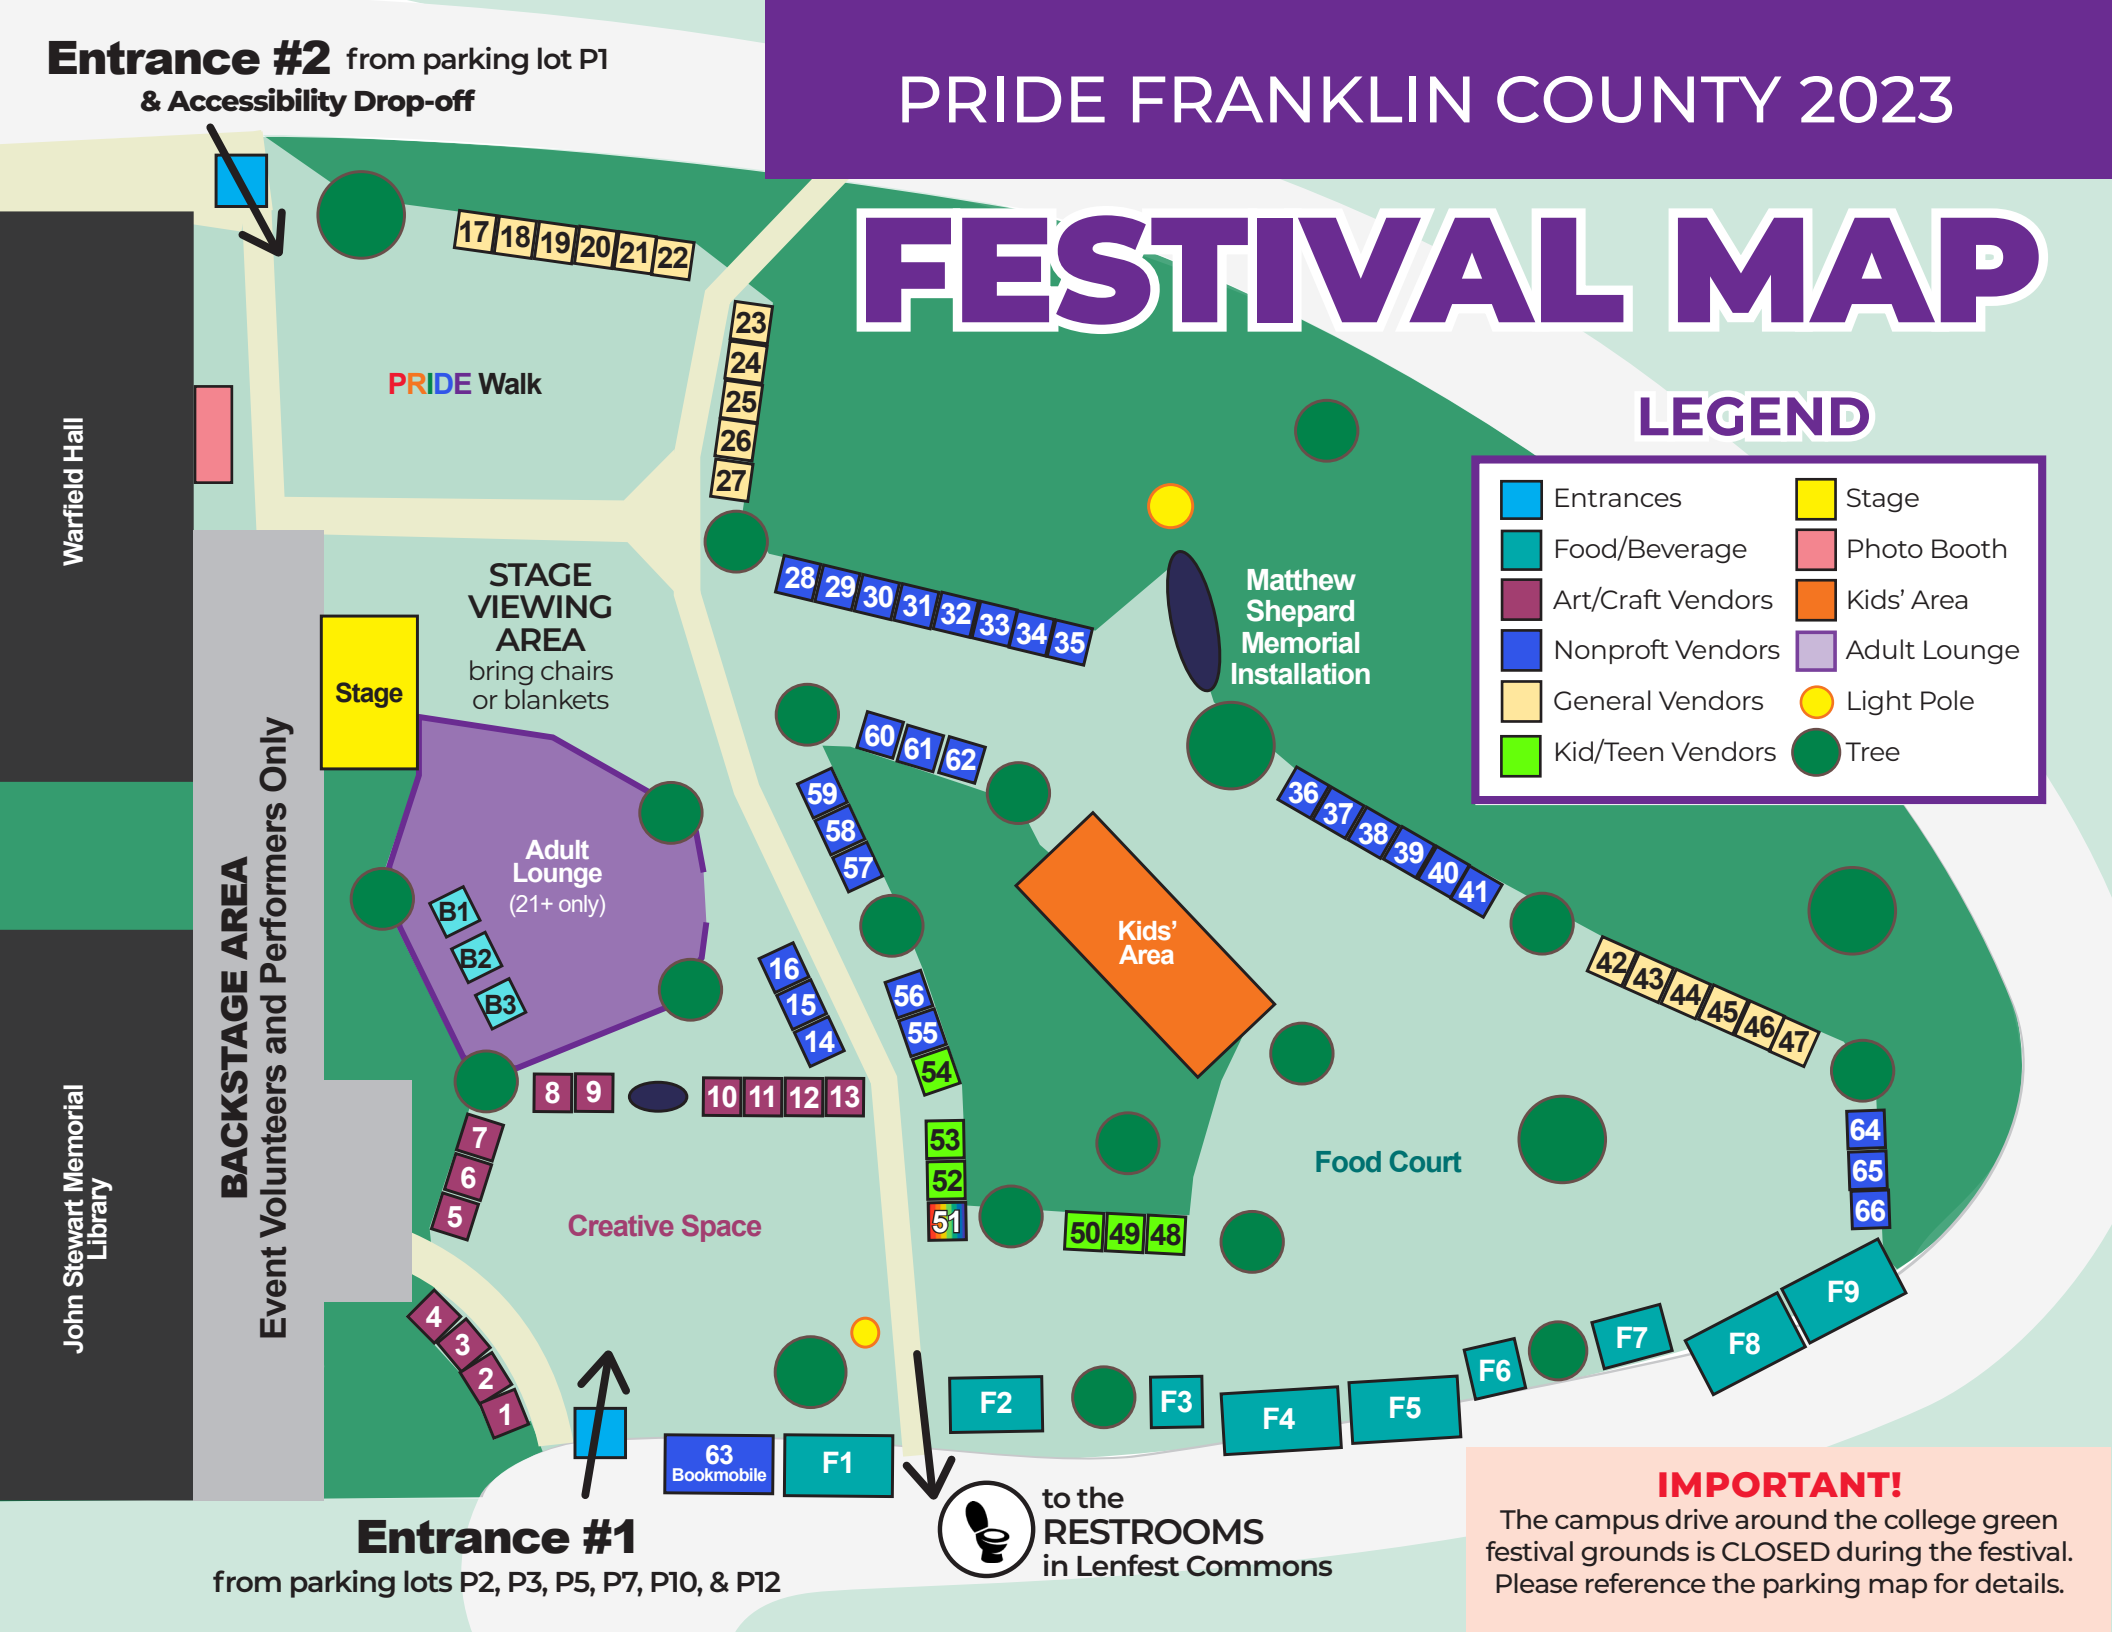 Entrance #2 from parking lot P1
& Accessibility Drop-off
PRIDE FRANKLIN COUNTY 2023
FESTIVAL MAP
17 18 19 20 21 22
23
24
25
26
27
PRIDE Walk
Warfield Hall
LEGEND
Entrances
Food/Beverage
Art/Craft Vendors
Nonproft Vendors
General Vendors
Kid/Teen Vendors
Stage
Photo Booth
Kids' Area
Adult Lounge
Light Pole
Tree
STAGE
VIEWING
AREA
bring chairs
or blankets
Stage
28 29 30 31 32 33 34 35
Matthew
Shepard
Memorial
Installation
60 61 62
59
58
57
36 37 38 39 40 41
Adult
Lounge
(21+ only)
B1
B2
B3
Kids'
Area
42 43 44 45 46 47
16
15
14
56
55
54
BACKSTAGE AREA
Event Volunteers and Performers Only
John Stewart Memorial
Library
8 9
10 11 12 13
7
6
5
53
52
51
50 49 48
Food Court
64
65
66
Creative Space
4
3
2
1
63
Bookmobile
F1
F2
F3
F4
F5
F6
F7
F8
F9
Entrance #1
from parking lots P2, P3, P5, P7, P10, & P12
to the
RESTROOMS
in Lenfest Commons
IMPORTANT!
The campus drive around the college green
festival grounds is CLOSED during the festival.
Please reference the parking map for details.